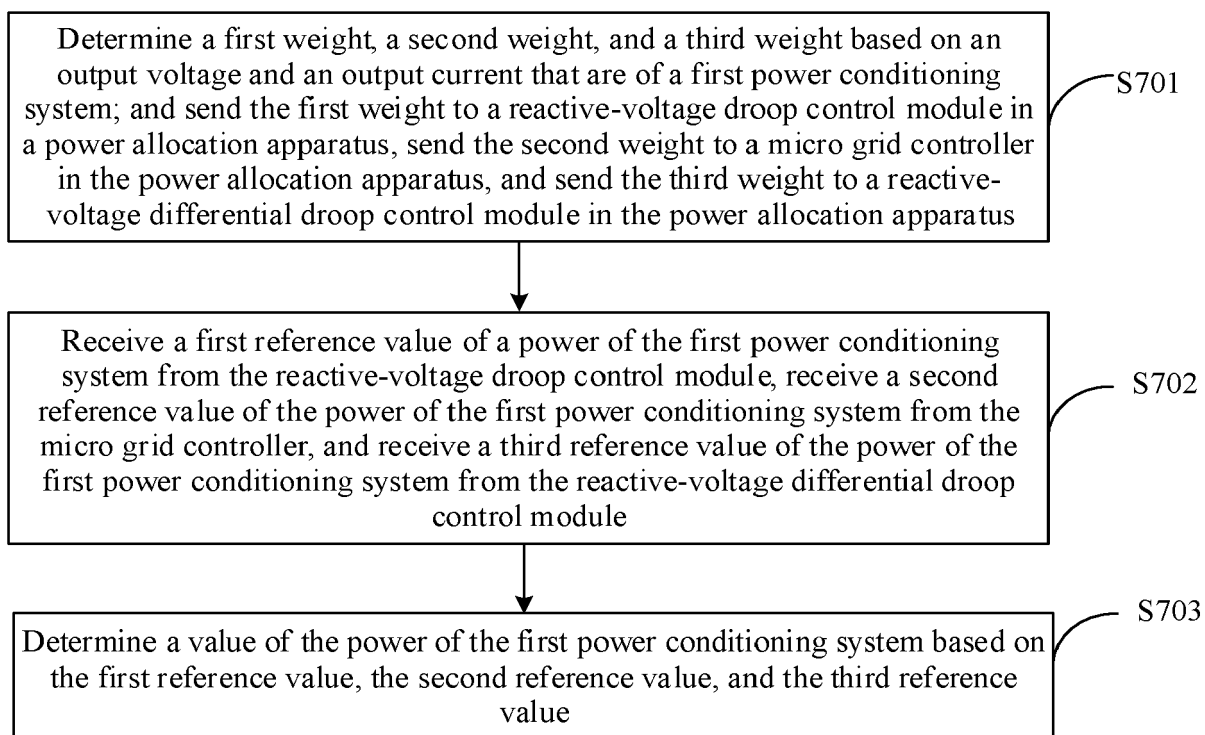 Determine a first weight, a second weight, and a third weight based on an
output voltage and an output current that are of a first power conditioning
system; and send the first weight to a reactive-voltage droop control module in
a power allocation apparatus, send the second weight to a micro grid controller
in the power allocation apparatus, and send the third weight to a reactive-
voltage differential droop control module in the power allocation apparatus
S701
Receive a first reference value of a power of the first power conditioning
system from the reactive-voltage droop control module, receive a second
reference value of the power of the first power conditioning system from the
micro grid controller, and receive a third reference value of the power of the
first power conditioning system from the reactive-voltage differential droop
control module
S702
Determine a value of the power of the first power conditioning system based on
the first reference value, the second reference value, and the third reference
value
S703